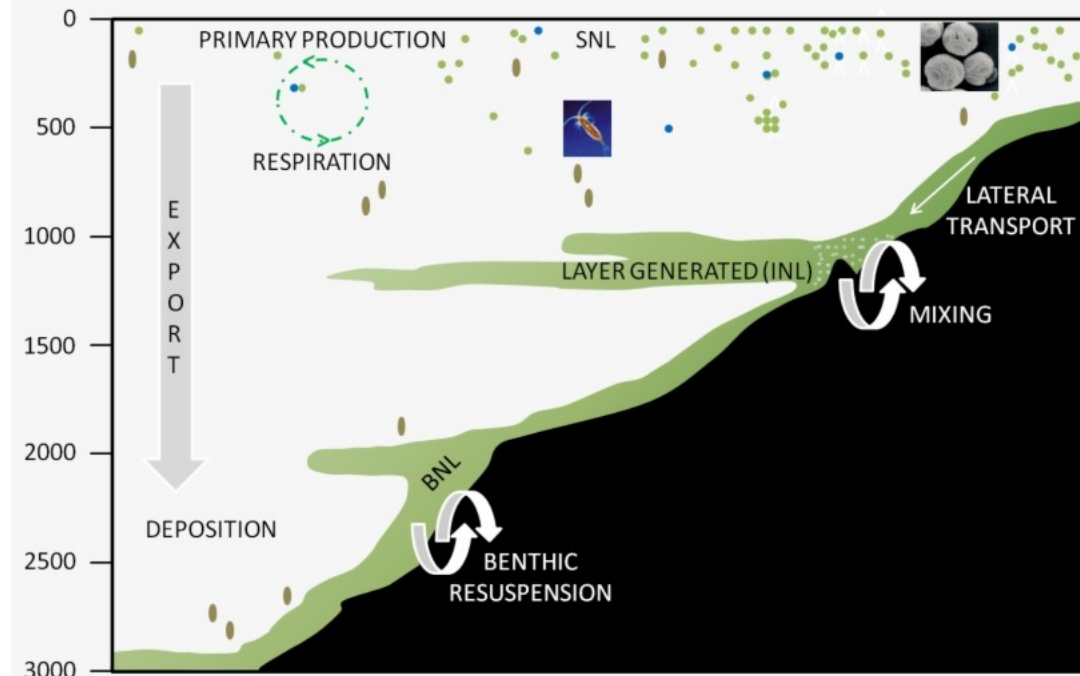 0
PRIMARY PRODUCTION
SNL
500
RESPIRATION
EXPORT
LATERAL
TRANSPORT
1000
LAYER GENERATED (INL)
MIXING
1500
2000
BNL
DEPOSITION
2500
BENTHIC
RESUSPENSION
3000